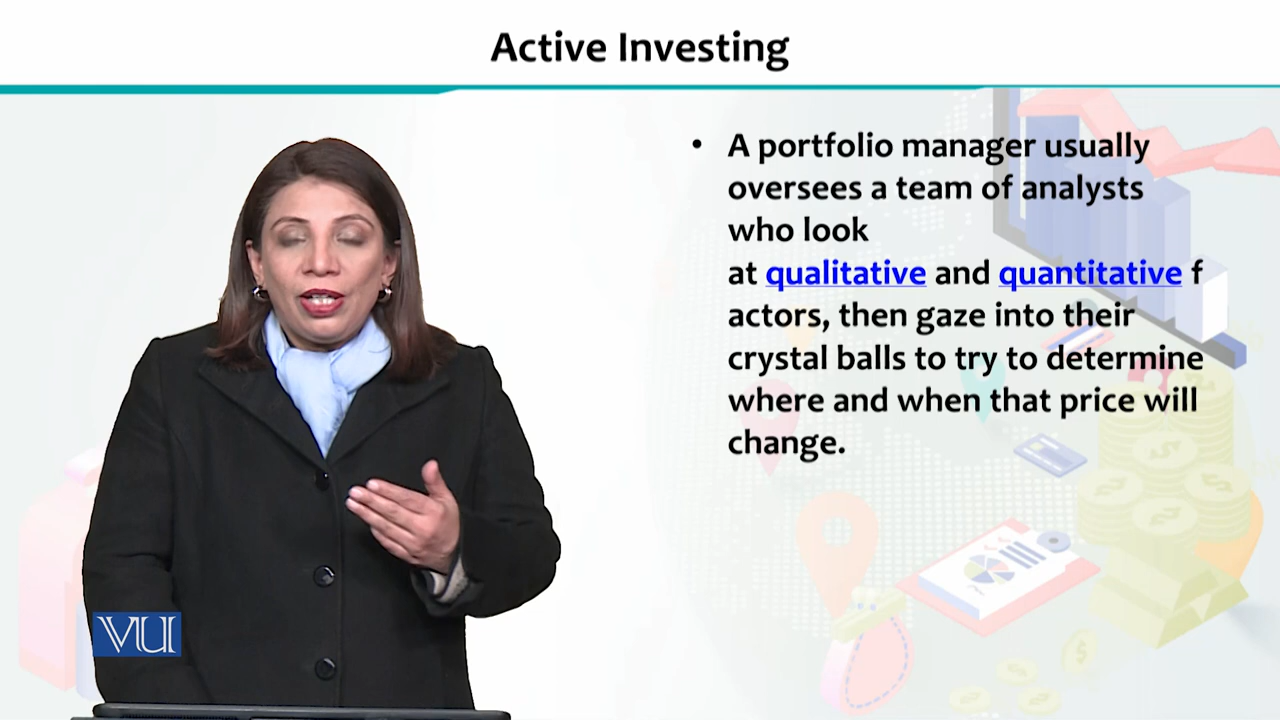 Active Investing
• A portfolio manager usually
oversees a team of analysts
who look
at qualitative and quantitative f
actors, then gaze into their
crystal balls to try to determine
where and when that price will
change.
VU